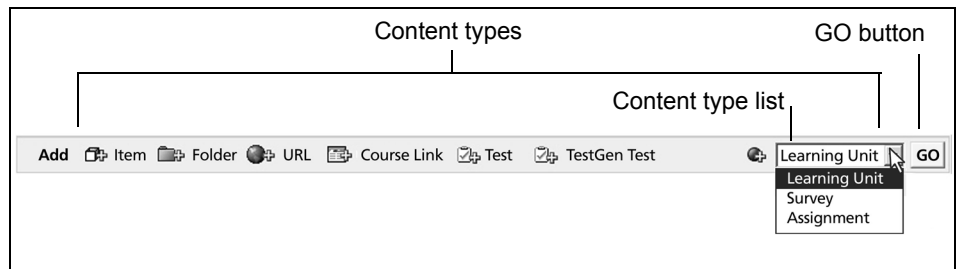 Content types GO button
Content type list
Add Item Folder URL Course Link Test TestGen Test Learning Unit GO
Learning Unit
Survey
Assignment